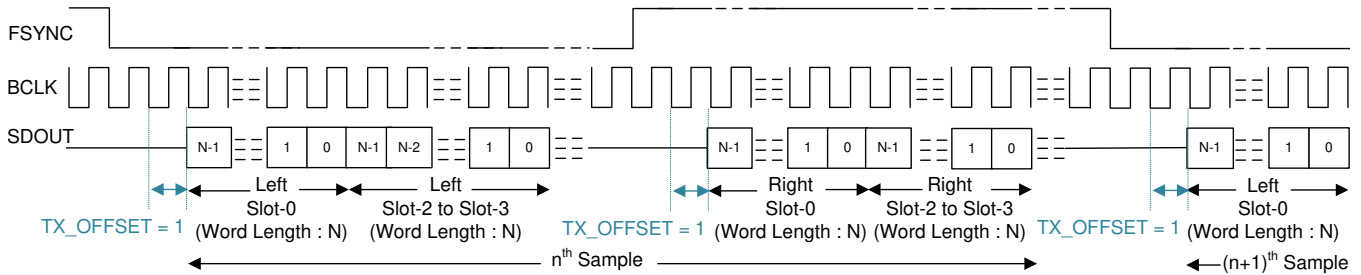 FSYNC
BCLK
SDOUT
N-1 1 0 N-1 N-2 1 0 N-1 1 0 N-1 1 0 N-1 1 0
Left Left Right Right Left
Slot-0 Slot-2 to Slot-3 Slot-0 Slot-2 to Slot-3 Slot-0
TX_OFFSET = 1 (Word Length : N) (Word Length : N) TX_OFFSET = 1 (Word Length : N) (Word Length : N) TX_OFFSET = 1 (Word Length : N)
nth Sample (n+1)th Sample